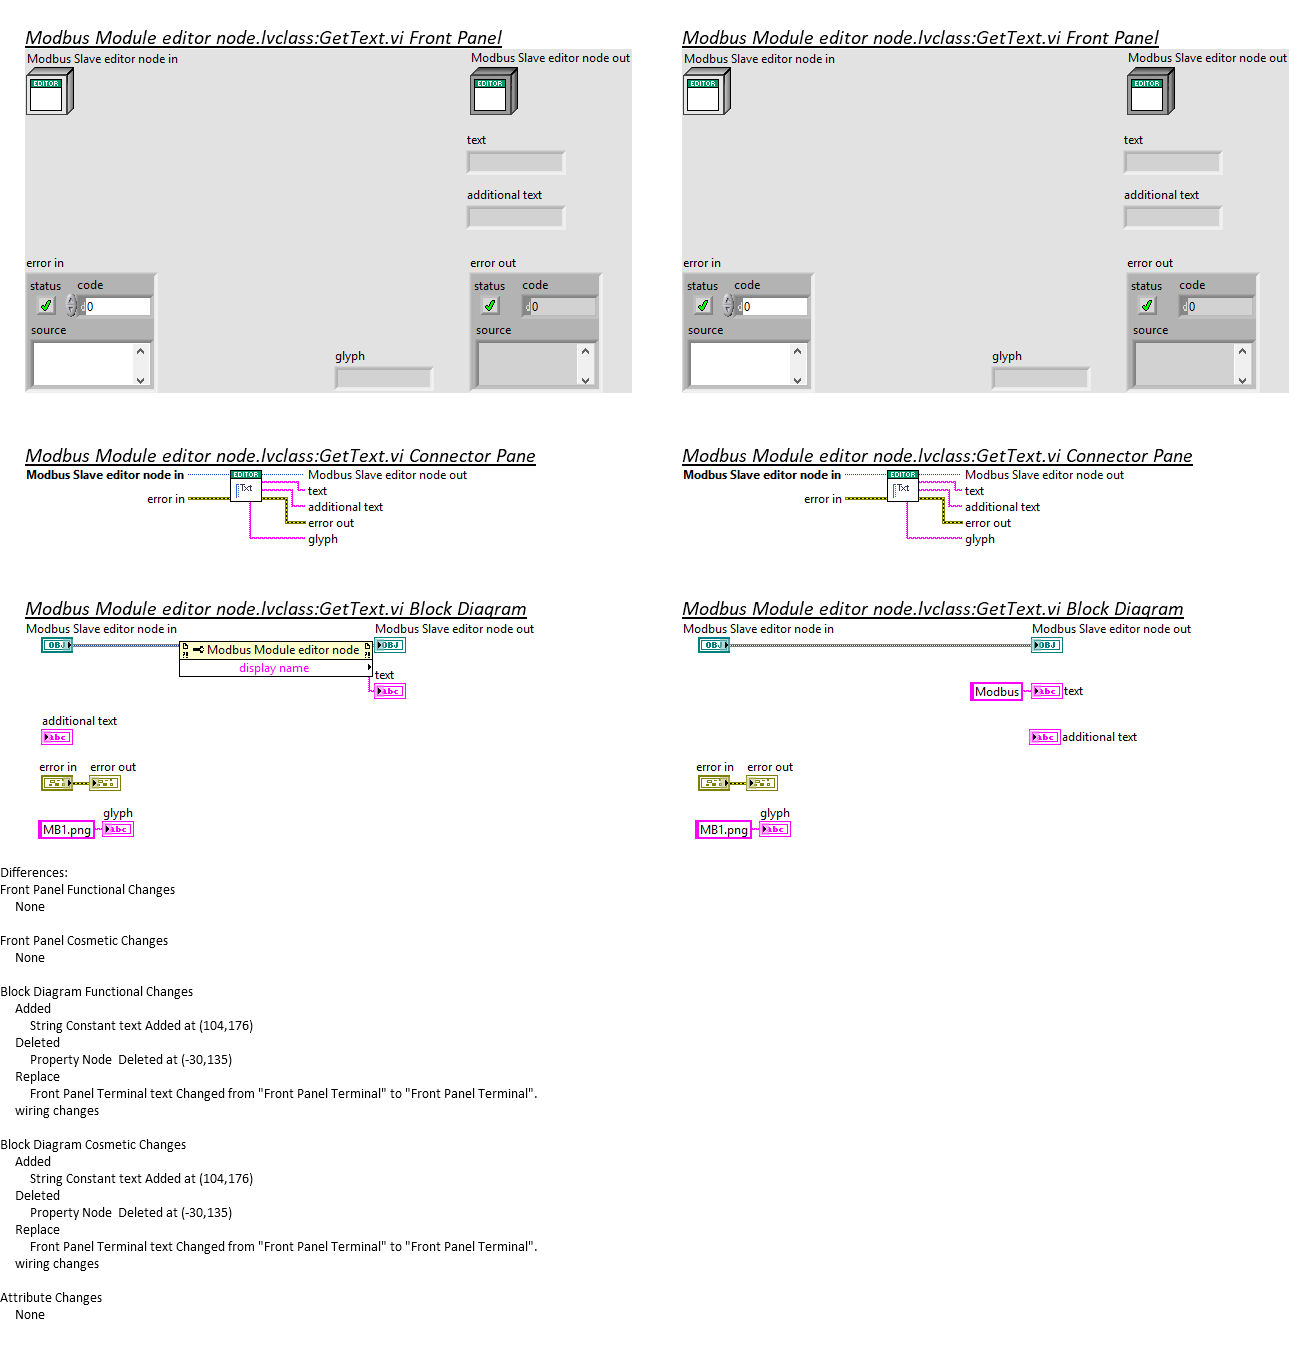 Modbus Module editor node.lvclass:GetText.vi Front Panel
Modbus Slave editor node in
Modbus Slave editor node out
EDITOR
EDITOR
text
additional text
error in
error out
status
code
status
code
d
0
d
0
source
source
glyph
Modbus Module editor node.lvclass:GetText.vi Front Panel
Modbus Slave editor node in
Modbus Slave editor node out
EDITOR
EDITOR
text
additional text
error in
error out
status
code
status
code
d
0
d
0
source
source
glyph
Modbus Module editor node.lvclass:GetText.vi Connector Pane
Modbus Slave editor node in
EDITOR
Txt
Modbus Slave editor node out
text
error in
additional text
error out
glyph
Modbus Module editor node.lvclass:GetText.vi Connector Pane
Modbus Slave editor node in
EDITOR
Txt
Modbus Slave editor node out
text
error in
additional text
error out
glyph
Modbus Module editor node.lvclass:GetText.vi Block Diagram
Modbus Slave editor node in
Modbus Slave editor node out
OBJ
Modbus Module editor node
?!
?!
OBJ
display name
text
abc
additional text
abc
error in
error out
glyph
MB1.png
abc
Modbus Module editor node.lvclass:GetText.vi Block Diagram
Modbus Slave editor node in
Modbus Slave editor node out
OBJ
OBJ
Modbus
abc
text
abc
additional text
error in
error out
glyph
MB1.png
abc
Differences:
Front Panel Functional Changes
None
Front Panel Cosmetic Changes
None
Block Diagram Functional Changes
Added
String Constant text Added at (104,176)
Deleted
Property Node  Deleted at (-30,135)
Replace
Front Panel Terminal text Changed from "Front Panel Terminal" to "Front Panel Terminal".
wiring changes
Block Diagram Cosmetic Changes
Added
String Constant text Added at (104,176)
Deleted
Property Node  Deleted at (-30,135)
Replace
Front Panel Terminal text Changed from "Front Panel Terminal" to "Front Panel Terminal".
wiring changes
Attribute Changes
None